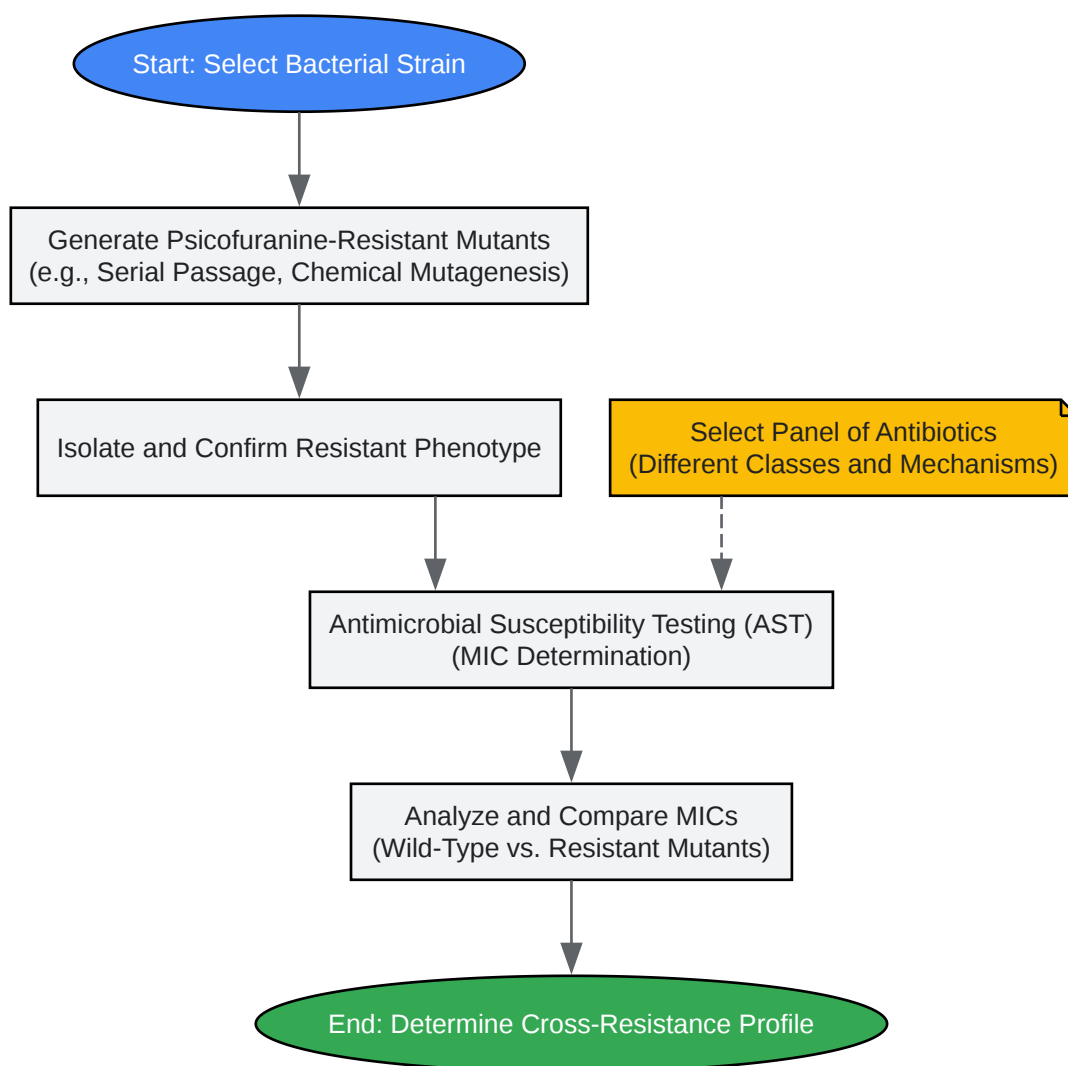 Start: Select Bacterial Strain
Generate Psicofuranine-Resistant Mutants
(e.g., Serial Passage, Chemical Mutagenesis)
Isolate and Confirm Resistant Phenotype
Select Panel of Antibiotics
(Different Classes and Mechanisms)
Antimicrobial Susceptibility Testing (AST)
(MIC Determination)
Analyze and Compare MICs
(Wild-Type vs. Resistant Mutants)
End: Determine Cross-Resistance Profile